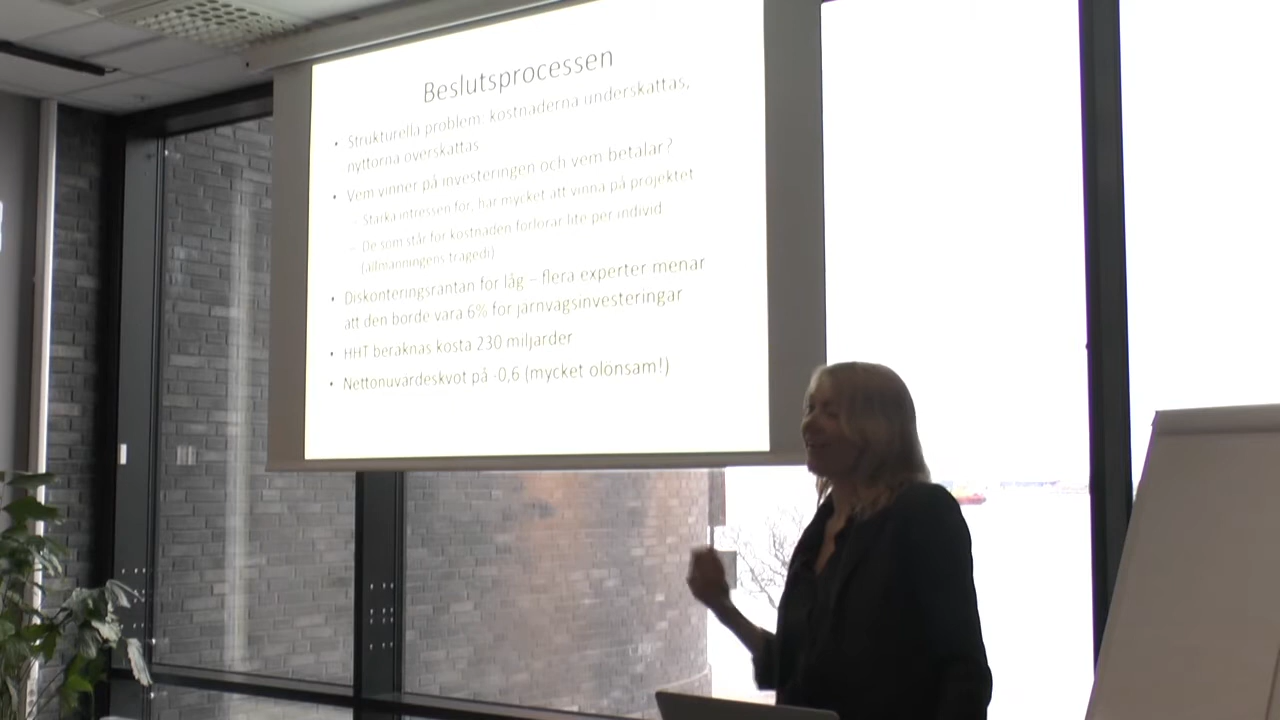 Beslutsprocessen
• Strukturella problem: kostnaderna underskattas,
nyttorna överskattas
• Vem vinner på investeringen och vem betalar?
– Starka intressen för, har mycket att vinna på projektet
– De som står för kostnaden förlorar lite per individ
(allmänningens tragedi)
• Diskonteringsräntan för låg – flera experter menar
att den borde vara 6% för järnvägsinvesteringar
• HHT beräknas kosta 230 miljarder
• Nettonuvärdeskvot på -0,6 (mycket olönsam!)